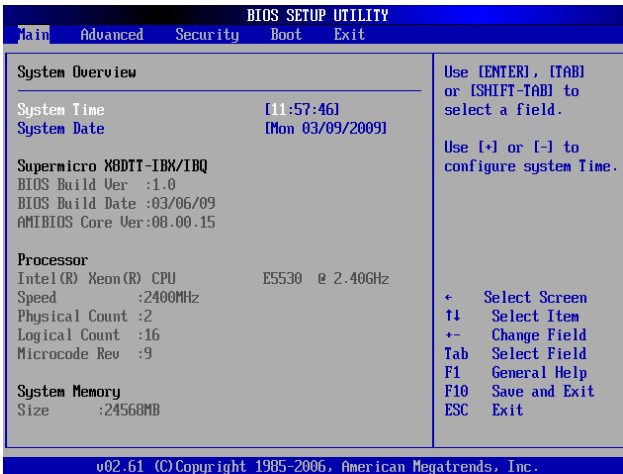 BIOS SETUP UTILITY
Main Advanced Security Boot Exit
System Overview
System Time [11:57:46]
System Date [Mon 03/09/2009]
Supermicro X8DTT-IBX/IBQ
BIOS Build Ver :1.0
BIOS Build Date :03/06/09
AMIBIOS Core Ver:08.00.15
Processor
Intel(R) Xeon(R) CPU E5530 @ 2.40GHz
Speed :2400MHz
Physical Count :2
Logical Count :16
Microcode Rev :9
System Memory
Size :24568MB
Use [ENTER], [TAB]
or [SHIFT-TAB] to
select a field.
Use [+] or [-] to
configure system Time.
← Select Screen
↑↓ Select Item
+- Change Field
Tab Select Field
F1 General Help
F10 Save and Exit
ESC Exit
v02.61 (C)Copyright 1985-2006, American Megatrends, Inc.